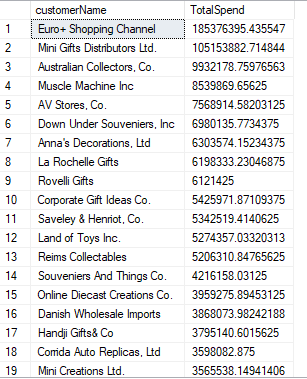 customerName TotalSpend
1 Euro+ Shopping Channel 185376395.435547
2 Mini Gifts Distributors Ltd. 105153882.714844
3 Australian Collectors, Co. 9932178.75976563
4 Muscle Machine Inc 8539869.65625
5 AV Stores, Co. 7568914.58203125
6 Down Under Souveniers, Inc 6980135.7734375
7 Anna's Decorations, Ltd 6303574.15234375
8 La Rochelle Gifts 6198333.23046875
9 Rovelli Gifts 6121425
10 Corporate Gift Ideas Co. 5425971.87109375
11 Saveley & Henriot, Co. 5342519.4140625
12 Land of Toys Inc. 5274357.03320313
13 Reims Collectables 5206310.84765625
14 Souveniers And Things Co. 4216158.03125
15 Online Diecast Creations Co. 3959275.89453125
16 Danish Wholesale Imports 3868073.98242188
17 Handji Gifts& Co 3795140.6015625
18 Corrida Auto Replicas, Ltd 3598082.875
19 Mini Creations Ltd. 3565538.14941406